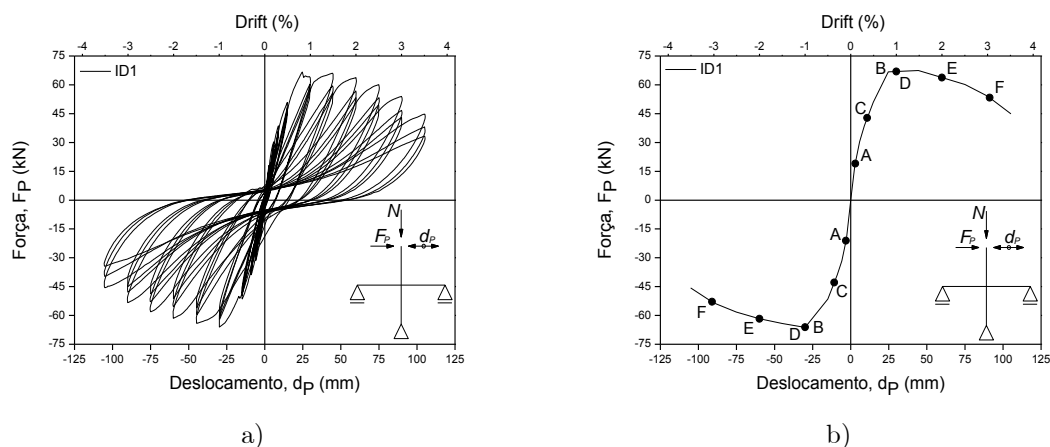 Drift (%)
-4 -3 -2 -1 0 1 2 3 4
75
60
45
30
15
0
-15
-30
-45
-60
-75
Força, FP (kN)
ID1
N
FP dP
-125 -100 -75 -50 -25 0 25 50 75 100 125
Deslocamento, dP (mm)
a)
Drift (%)
-4 -3 -2 -1 0 1 2 3 4
75
60
45
30
15
0
-15
-30
-45
-60
-75
Força, FP (kN)
ID1
B
D
E
F
C
A
A
C
B
D
E
F
N
FP dP
-125 -100 -75 -50 -25 0 25 50 75 100 125
Deslocamento, dP (mm)
b)